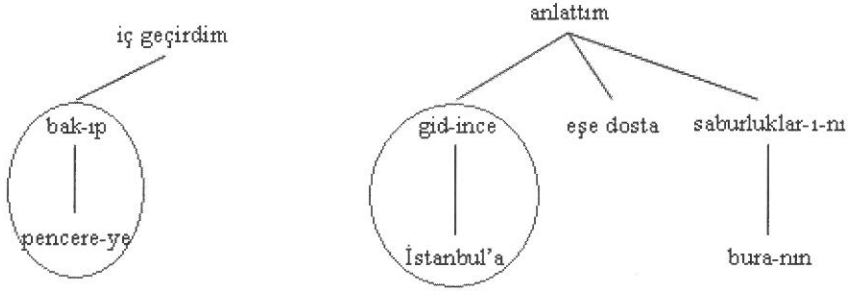 iç geçirdim
bak-ıp
pencere-ye
anlattım
gid-ince
eşe dosta
saburluklar-ı-nı
İstanbul'a
bura-nın